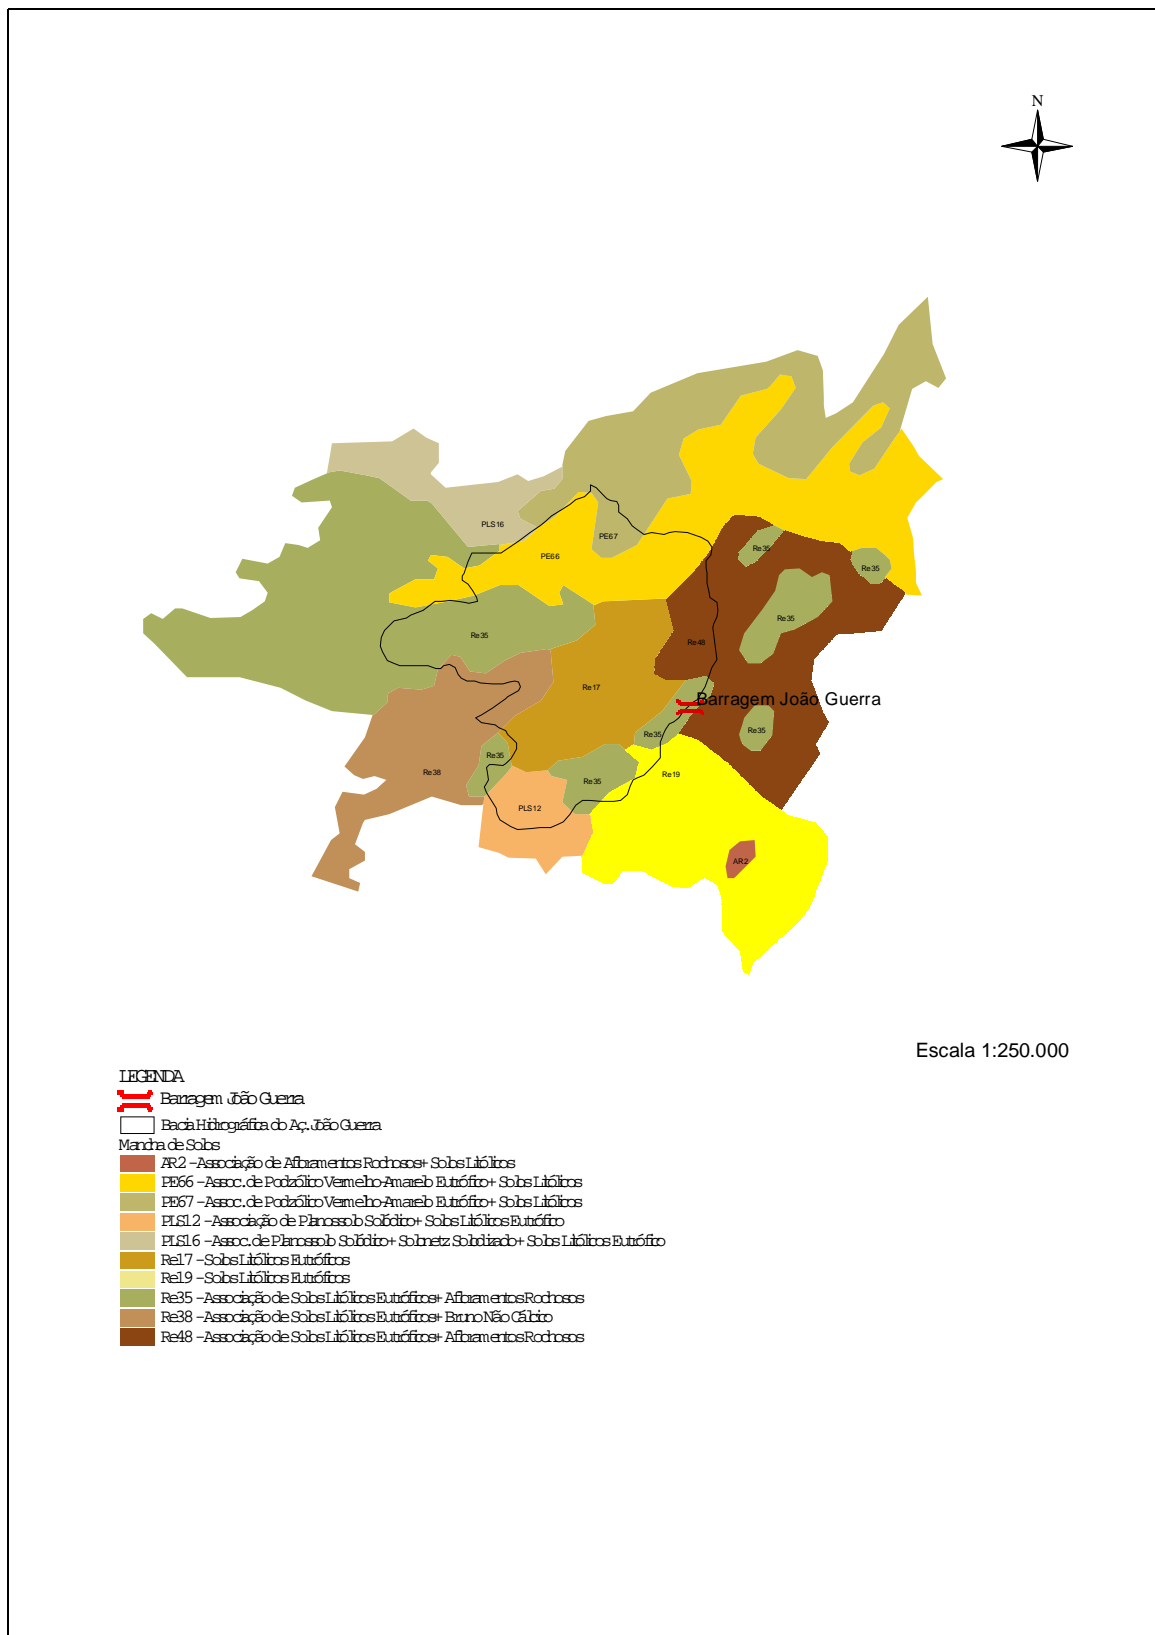 N
PLS16
PE67
PE66
Re35
Re35
Re35
Re35
Re48
Re17
Barragem João Guerra
Re35
Re35
Re35
Re38
Re35
Re19
PLS12
AR2
Escala 1:250.000
LEGENDA
Barragem João Guerra
Bacia Hidrográfica do Aç. João Guerra
Mancha de Solos
AR2 - Associação de Afloramentos Rochosos + Solos Litólicos
PE66 - Assoc. de Podzólico Vermelho-Amarelo Eutrófico + Solos Litólicos
PE67 - Assoc. de Podzólico Vermelho-Amarelo Eutrófico + Solos Litólicos
PLS12 - Associação de Planossolo Solódico + Solos Litólicos Eutrófico
PLS16 - Assoc. de Planossolo Solódico + Solonetz Solodizado + Solos Litólicos Eutrófico
Re17 - Solos Litólicos Eutróficos
Re19 - Solos Litólicos Eutróficos
Re35 - Associação de Solos Litólicos Eutróficos + Afloramentos Rochosos
Re38 - Associação de Solos Litólicos Eutróficos + Bruno Não Cálcico
Re48 - Associação de Solos Litólicos Eutróficos + Afloramentos Rochosos